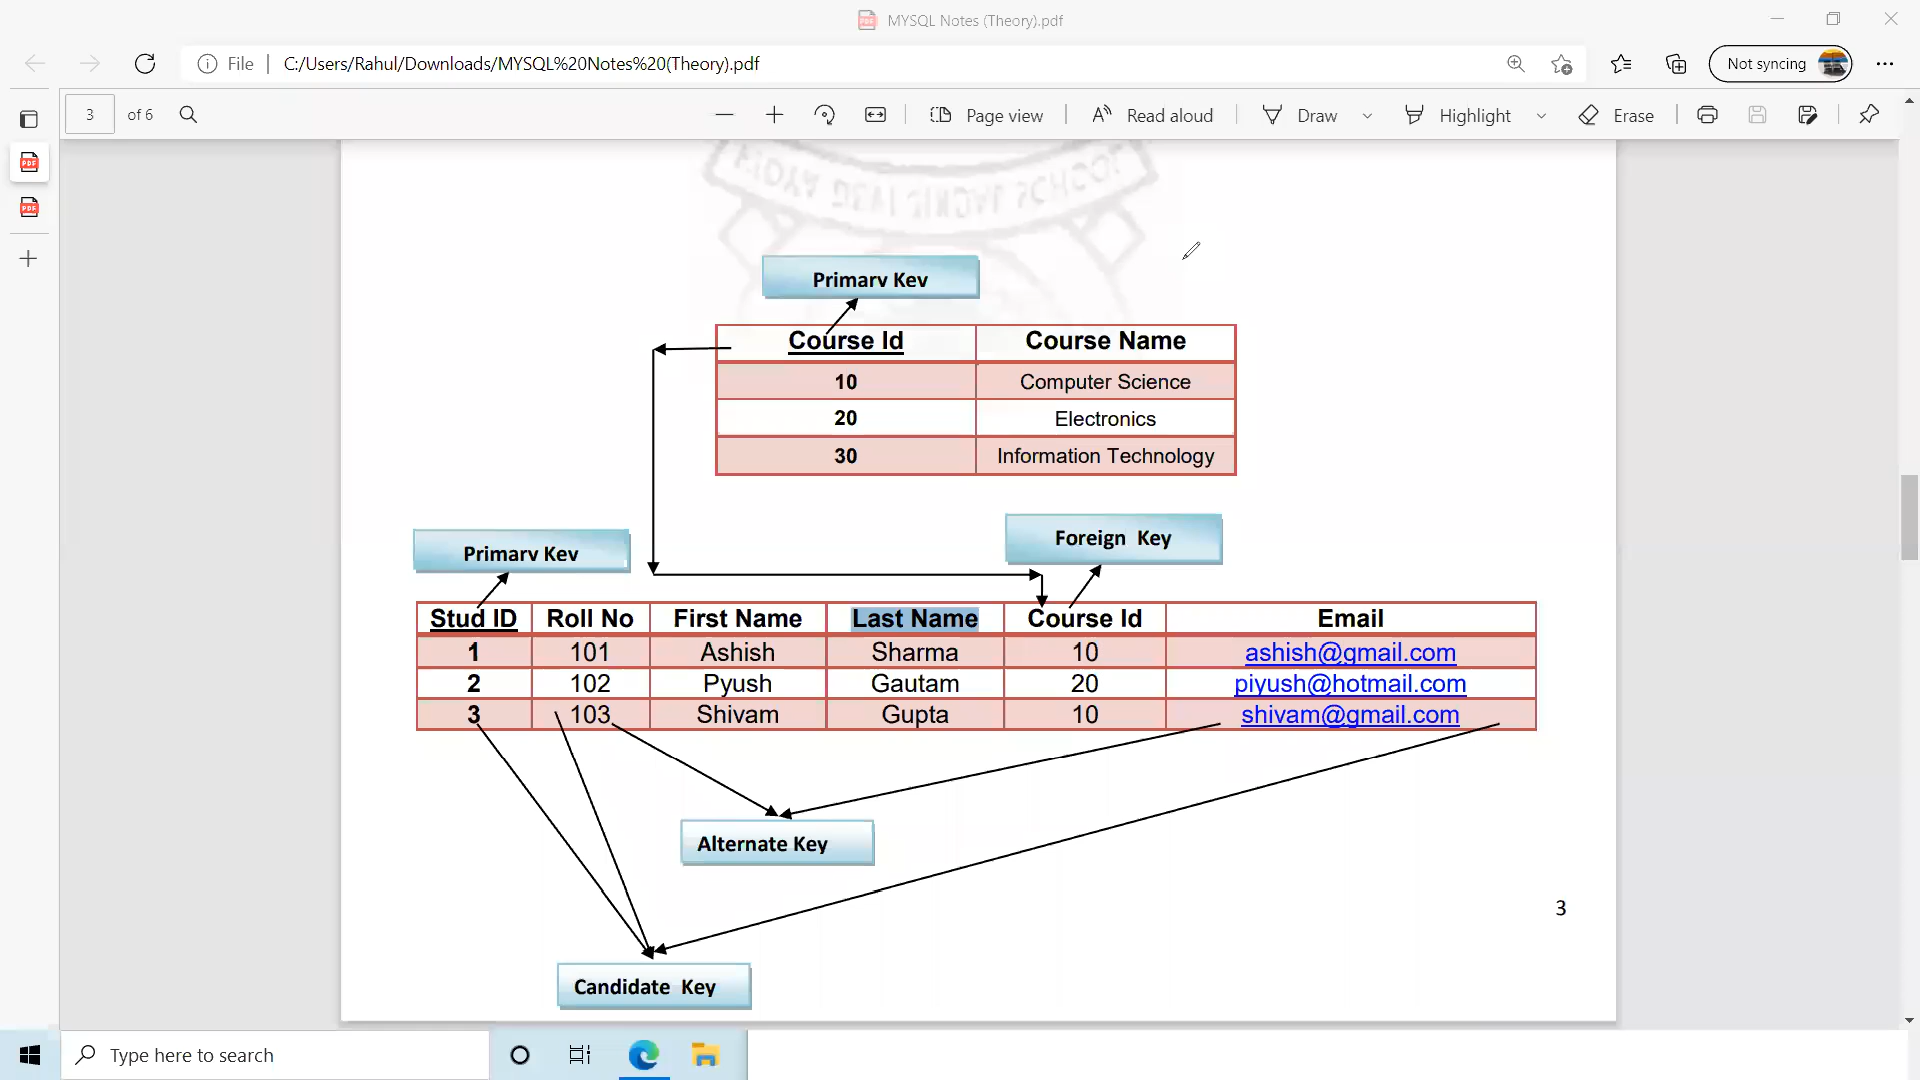 MYSQL Notes (Theory).pdf
File C:/Users/Rahul/Downloads/MYSQL%20Notes%20(Theory).pdf Not syncing
3 of 6 Page view Read aloud Draw Highlight Erase
Primary Key
Course Id Course Name
10 Computer Science
20 Electronics
30 Information Technology
Primary Key Foreign Key
Stud ID Roll No First Name Last Name Course Id Email
1 101 Ashish Sharma 10 ashish@gmail.com
2 102 Pyush Gautam 20 piyush@hotmail.com
3 103 Shivam Gupta 10 shivam@gmail.com
Alternate Key
3
Candidate Key
Type here to search